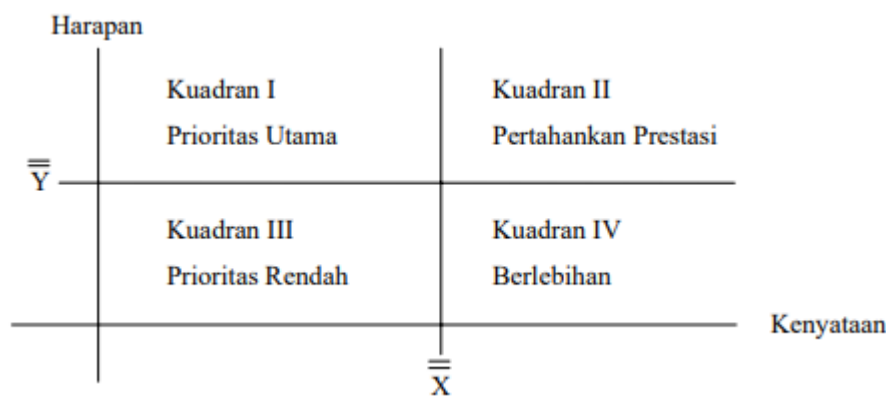 Harapan
Kuadran I
Prioritas Utama
Kuadran II
Pertahankan Prestasi
Y
Kuadran III
Prioritas Rendah
Kuadran IV
Berlebihan
Kenyataan
X